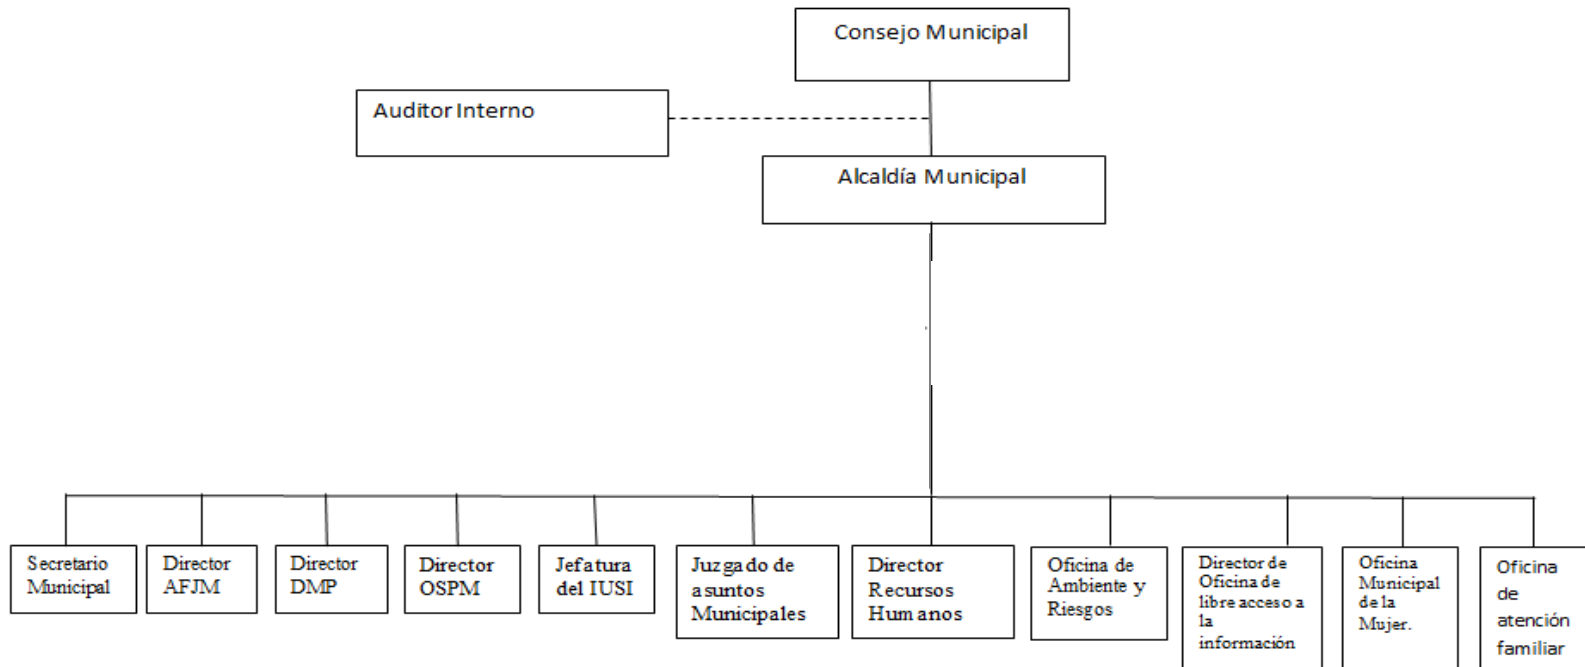 Consejo Municipal
Auditor Interno
Alcaldía Municipal
Secretario
Municipal
Director
AFJM
Director
DMP
Director
OSPM
Jefatura
del IUSI
Juzgado de
asuntos
Municipales
Director
Recursos
Humanos
Oficina de
Ambiente y
Riesgos
Director de
Oficina de
libre acceso a
la
información
Oficina
Municipal
de la
Mujer.
Oficina
de
atención
familiar